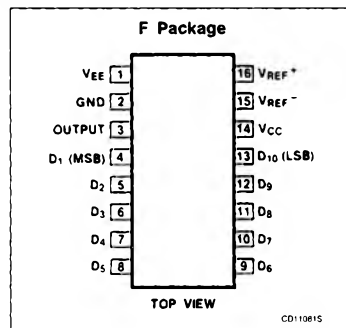 F Package
VEE 1
16 VREF+
GND 2
15 VREF-
OUTPUT 3
14 VCC
D1 (MSB) 4
13 D10 (LSB)
D2 5
12 D9
D3 6
11 D8
D4 7
10 D7
D5 8
9 D6
TOP VIEW
CD11081S